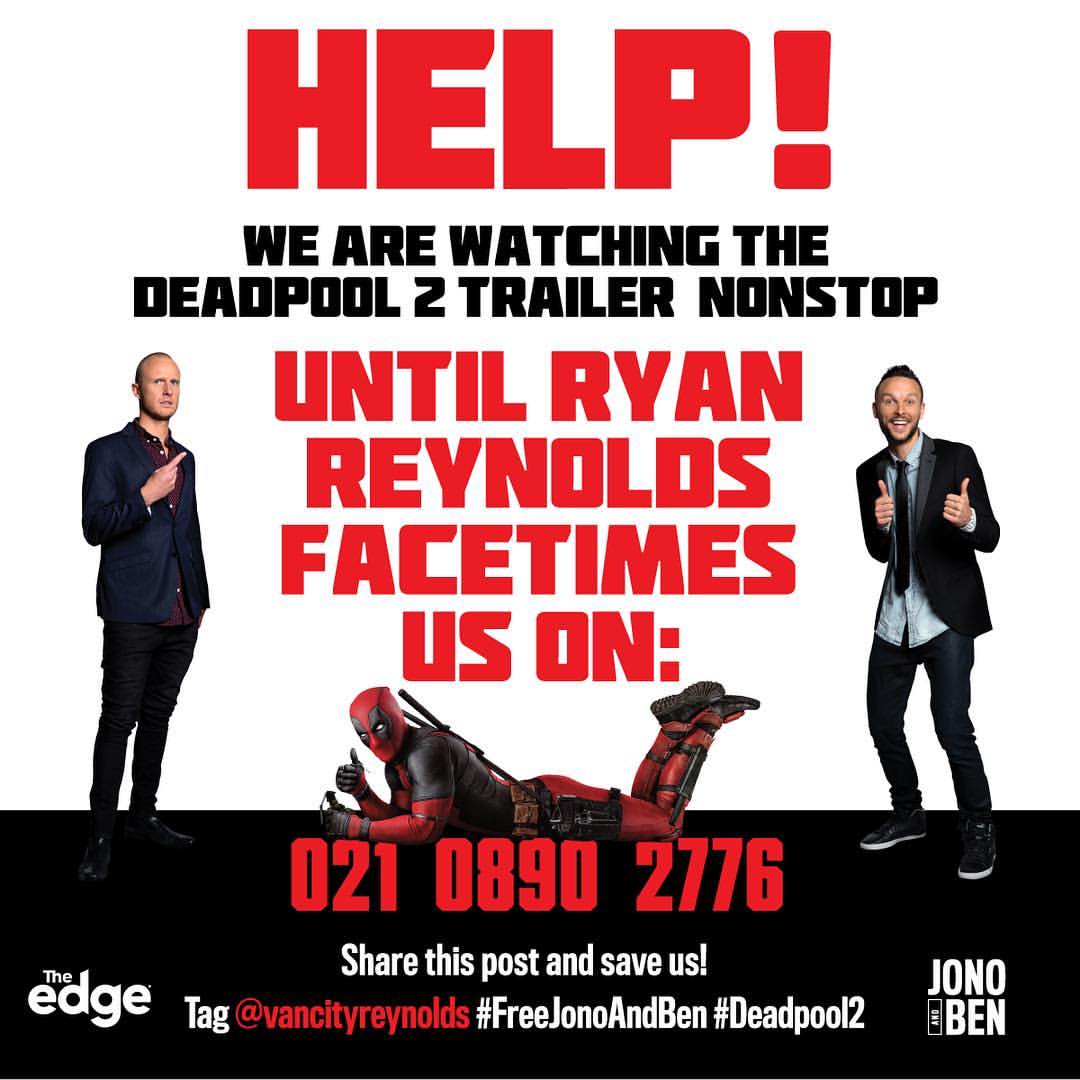 HELP!
WE ARE WATCHING THE
DEADPOOL 2 TRAILER NONSTOP
UNTIL RYAN
REYNOLDS
FACETIMES
US ON:
021 0890 2776
Share this post and save us!
Tag @vancityreynolds #FreeJonoAndBen #Deadpool2
The
edge
JONO
AND BEN